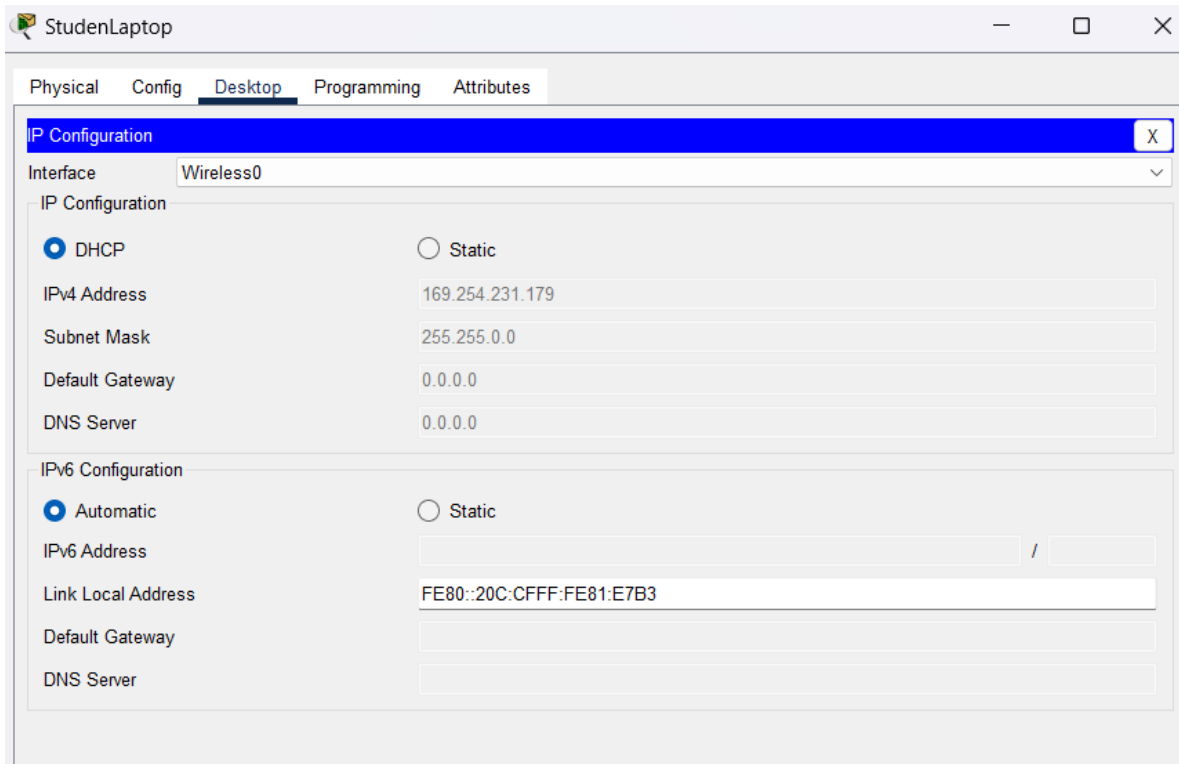 StudenLaptop
Physical Config Desktop Programming Attributes
IP Configuration X
Interface Wireless0
IP Configuration
DHCP Static
IPv4 Address 169.254.231.179
Subnet Mask 255.255.0.0
Default Gateway 0.0.0.0
DNS Server 0.0.0.0
IPv6 Configuration
Automatic Static
IPv6 Address /
Link Local Address FE80::20C:CFFF:FE81:E7B3
Default Gateway
DNS Server